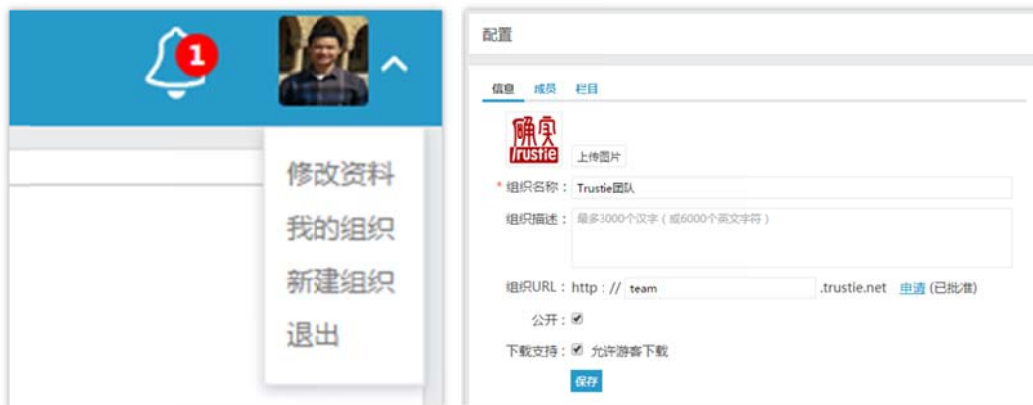 1
修改资料
我的组织
新建组织
退出
配置
信息 成员 栏目
确实
Trustie
上传图片
* 组织名称： Trustie团队
组织描述： 最多3000个汉字（或6000个英文字符）
组织URL： http：// team .trustie.net 申请 (已批准)
公开：
下载支持： 允许游客下载
保存